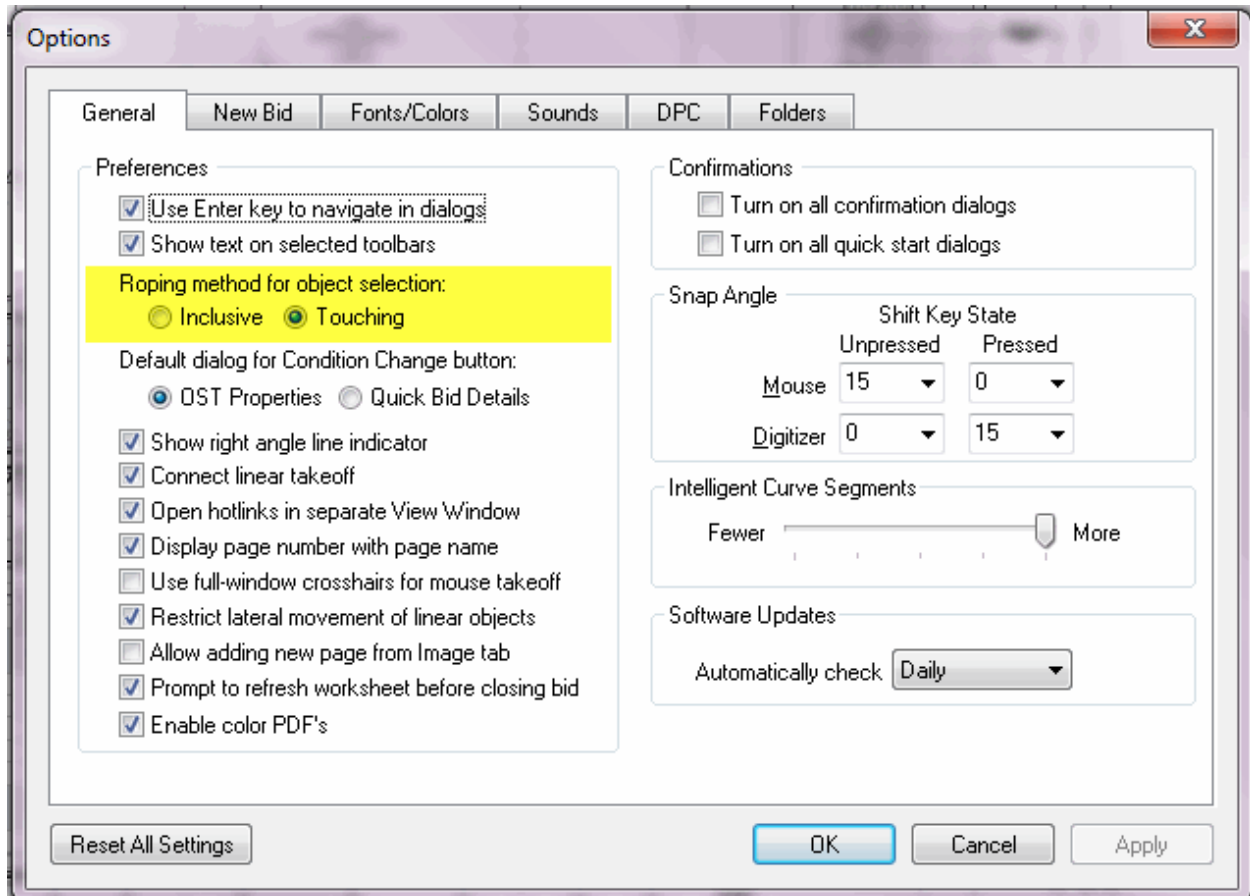 Options
General New Bid Fonts/Colors Sounds DPC Folders
Preferences
Use Enter key to navigate in dialogs
Show text on selected toolbars
Roping method for object selection:
Inclusive Touching
Default dialog for Condition Change button:
OST Properties Quick Bid Details
Show right angle line indicator
Connect linear takeoff
Open hotlinks in separate View Window
Display page number with page name
Use full-window crosshairs for mouse takeoff
Restrict lateral movement of linear objects
Allow adding new page from Image tab
Prompt to refresh worksheet before closing bid
Enable color PDF's
Confirmations
Turn on all confirmation dialogs
Turn on all quick start dialogs
Snap Angle
Shift Key State
Unpressed Pressed
Mouse 15 0
Digitizer 0 15
Intelligent Curve Segments
Fewer More
Software Updates
Automatically check Daily
Reset All Settings OK Cancel Apply